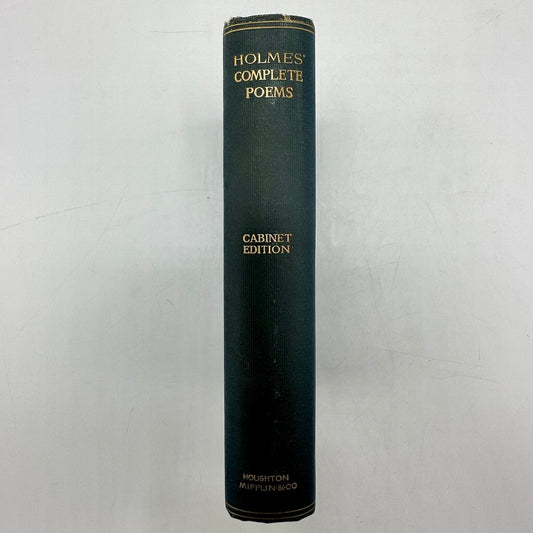 HOLMES'
COMPLETE
POEMS
CABINET
EDITION
HOUGHTON
MIFFLIN & CO